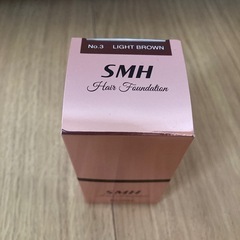 No.3 LIGHT BROWN
SMH
Hair Foundation
SMH